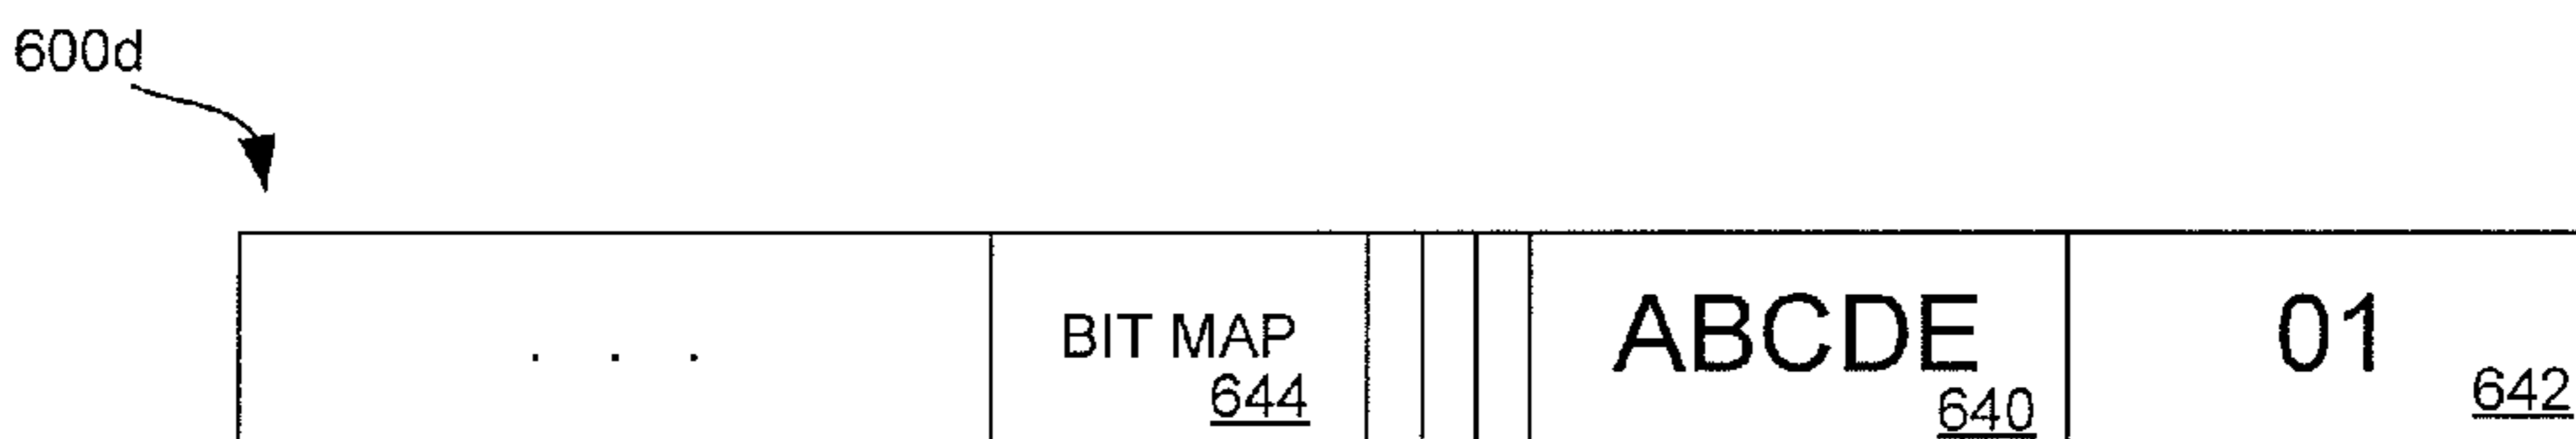 600d
. . .
BIT MAP
644
ABCDE
640
01
642